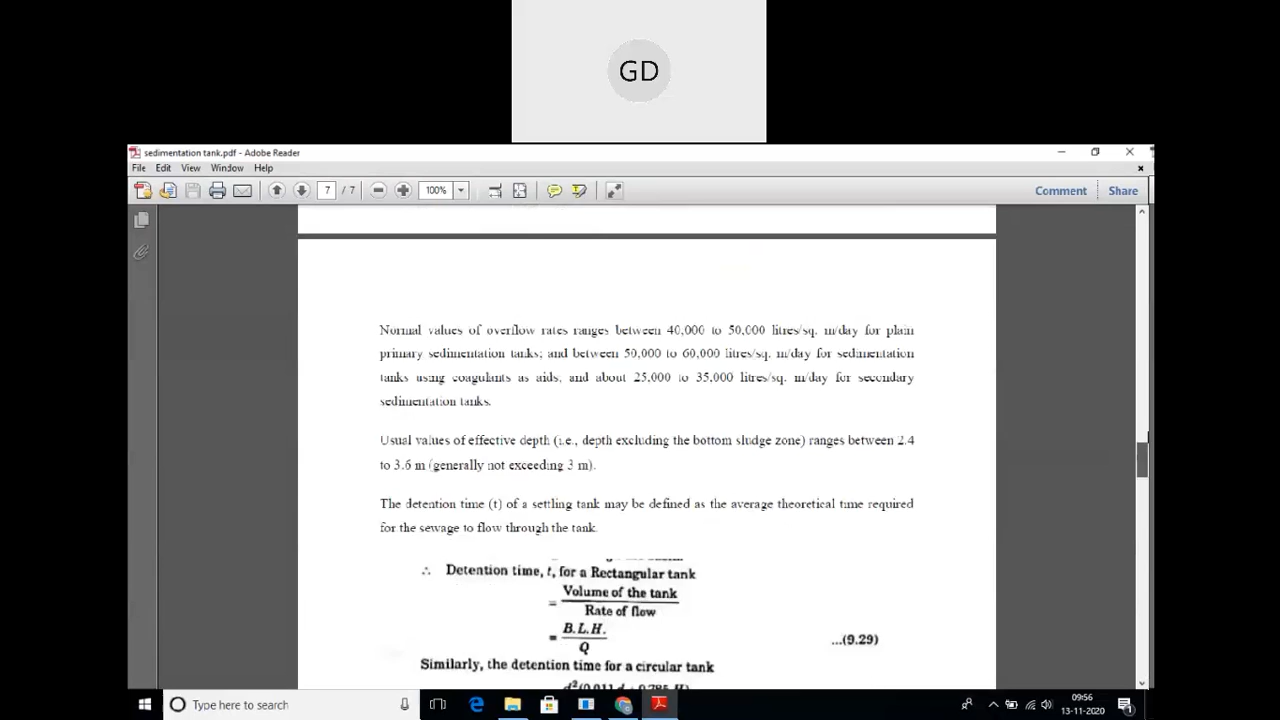 GD
sedimentation tank.pdf - Adobe Reader
File Edit View Window Help
7 / 7 100% Comment Share
Normal values of overflow rates ranges between 40,000 to 50,000 litres/sq. m/day for plain
primary sedimentation tanks; and between 50,000 to 60,000 litres/sq. m/day for sedimentation
tanks using coagulants as aids, and about 25,000 to 35,000 litres/sq. m/day for secondary
sedimentation tanks.
Usual values of effective depth (i.e., depth excluding the bottom sludge zone) ranges between 2.4
to 3.6 m (generally not exceeding 3 m).
The detention time (t) of a settling tank may be defined as the average theoretical time required
for the sewage to flow through the tank.
∴ Detention time, t, for a Rectangular tank
= Volume of the tank
Rate of flow
= B.L.H.
Q
...(9.29)
Similarly, the detention time for a circular tank
d²(0.011 d + 0.785 H)
Type here to search
09:56
13-11-2020
1